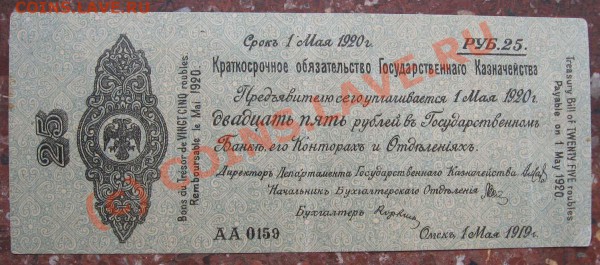 COINS.SU
Срокъ 1 Мая 1920 г.
РУБ. 25.
Краткосрочное обязательство Государственнаго Казначейства
Предъявителю сего уплачивается 1 Мая 1920 г.
двадцать пять рублей въ Государственномъ
Банкѣ, его Конторахъ и Отдѣленіяхъ.
Директоръ Департамента Государственнаго Казначейства
Начальникъ Бухгалтерскаго Отдѣленія
Бухгалтеръ
АА 0159
Омскъ, 1 Мая 1919 г.
25
Bons du Trésor de VINGT CINQ roubles
Remboursable le 1 Mai 1920.
Treasury Bill of TWENTY FIVE roubles
Payable on 1 May 1920.
COINS.LAVE.RU